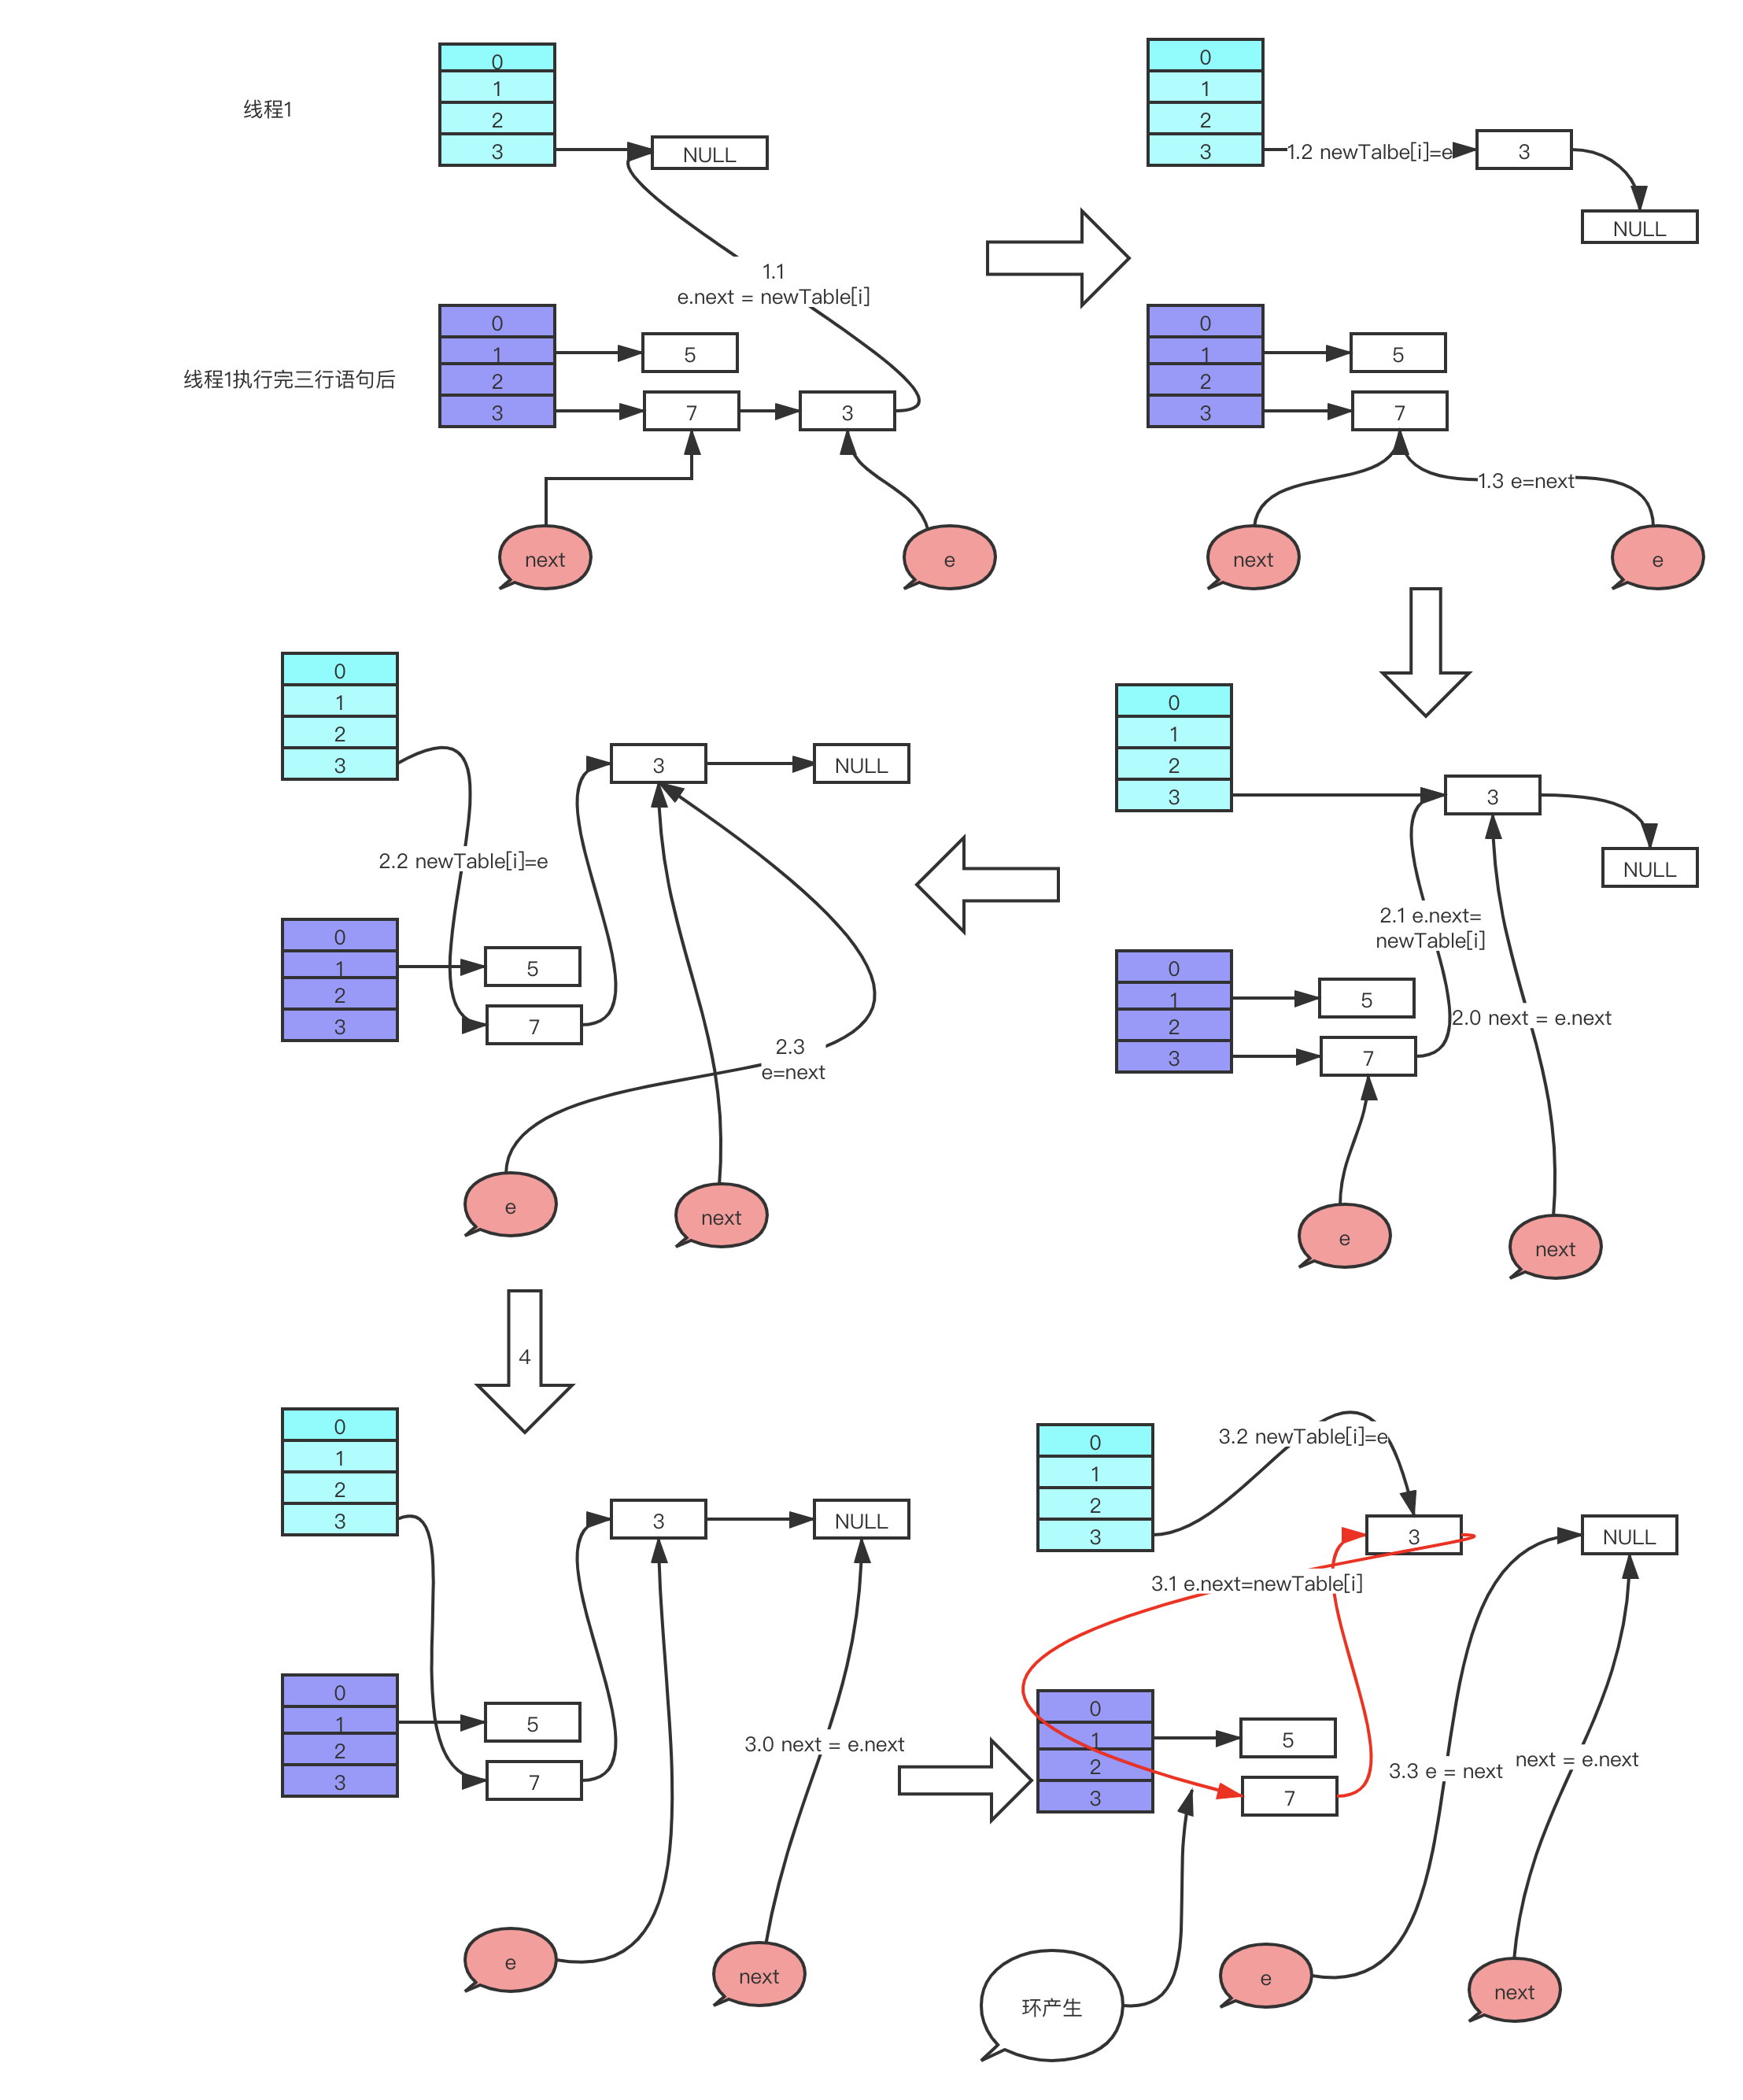 线程1
0
1
2
3
NULL
1.1
e.next = newTable[i]
线程1执行完三行语句后
0
1
2
3
5
7
3
next
e
0
1
2
3
1.2 newTalbe[i]=e
3
NULL
0
1
2
3
5
7
1.3 e=next
next
e
0
1
2
3
3
NULL
2.1 e.next=
newTable[i]
0
1
2
3
5
7
2.0 next = e.next
e
next
0
1
2
3
3
NULL
2.2 newTable[i]=e
0
1
2
3
5
7
2.3
e=next
e
next
4
0
1
2
3
3
NULL
0
1
2
3
5
7
3.0 next = e.next
e
next
0
1
2
3
3.2 newTable[i]=e
3
NULL
3.1 e.next=newTable[i]
0
1
2
3
5
7
3.3 e = next
next = e.next
环产生
e
next